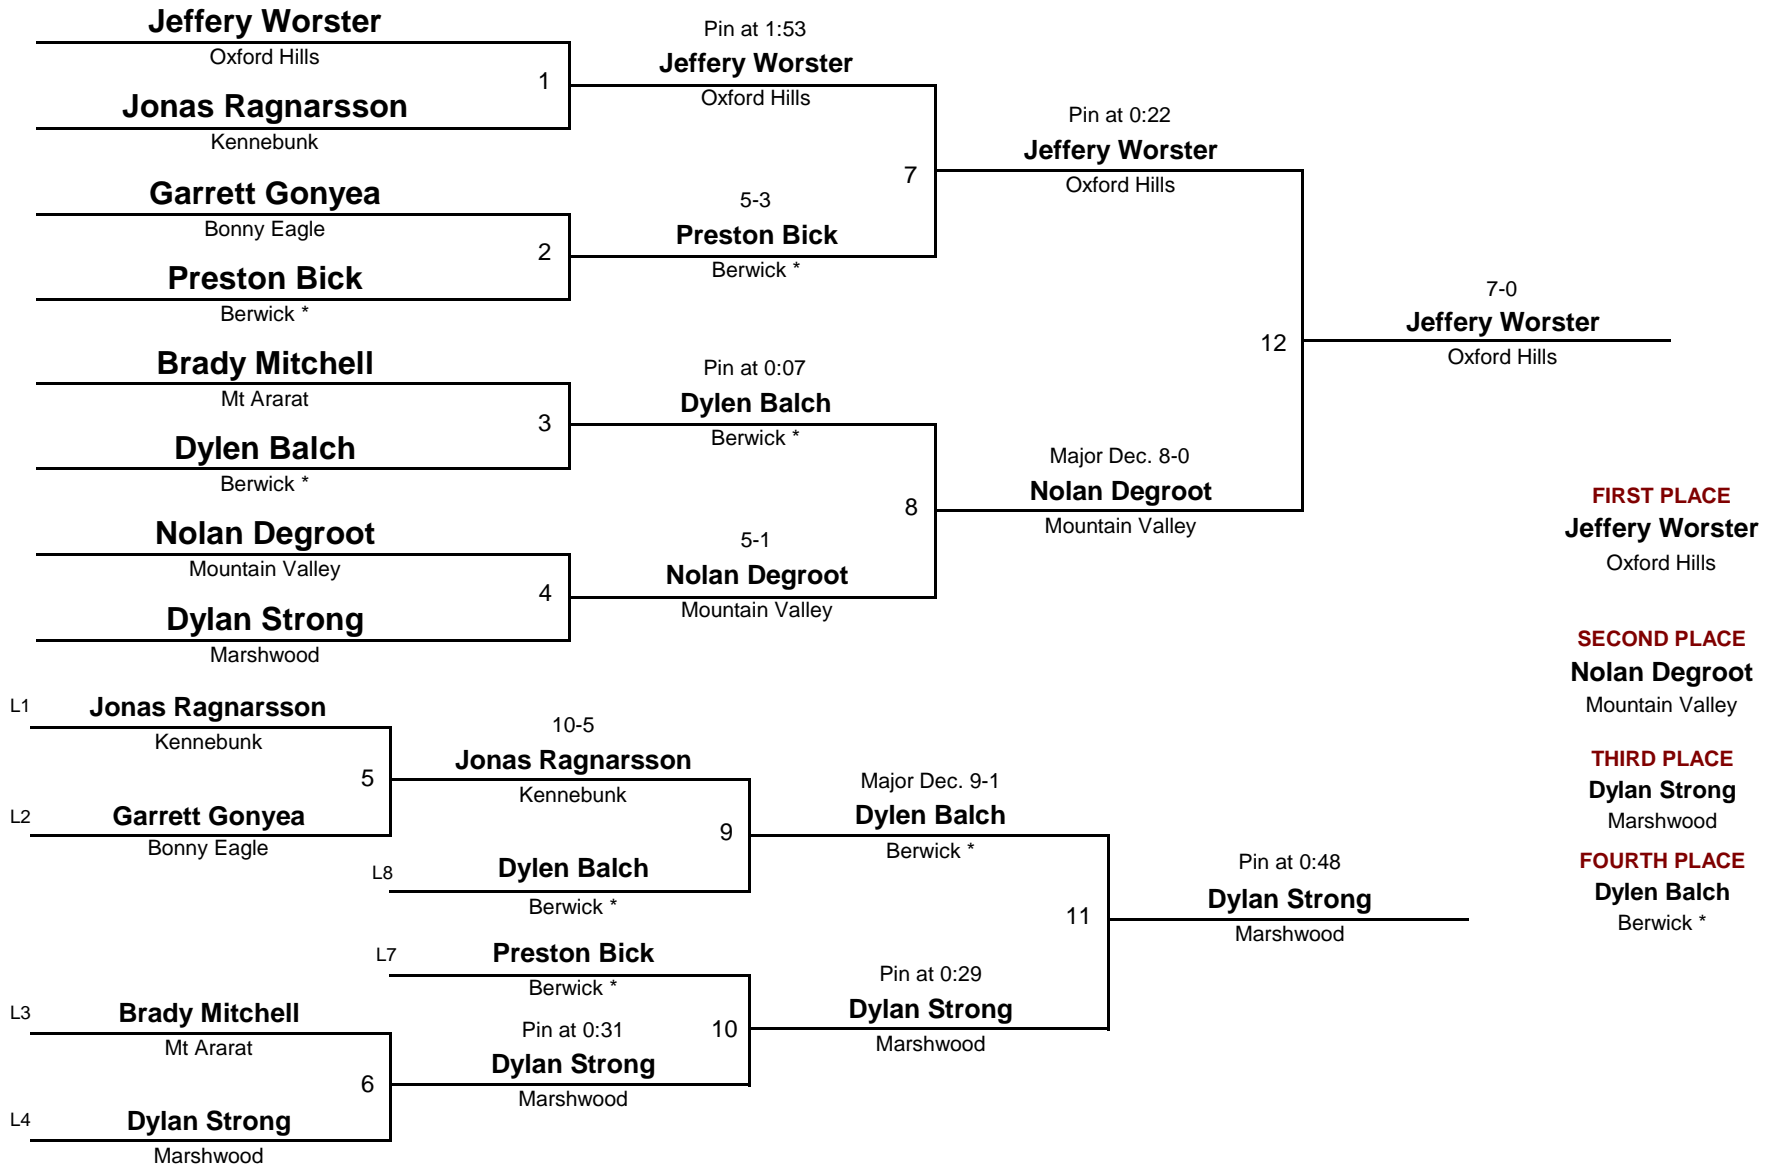 Jeffery Worster
Oxford Hills
1
Jonas Ragnarsson
Kennebunk
Pin at 1:53
Jeffery Worster
Oxford Hills
Garrett Gonyea
Bonny Eagle
2
Preston Bick
Berwick *
5-3
Preston Bick
Berwick *
7
Pin at 0:22
Jeffery Worster
Oxford Hills
Brady Mitchell
Mt Ararat
3
Dylen Balch
Berwick *
Pin at 0:07
Dylen Balch
Berwick *
Nolan Degroot
Mountain Valley
4
Dylan Strong
Marshwood
5-1
Nolan Degroot
Mountain Valley
8
Major Dec. 8-0
Nolan Degroot
Mountain Valley
12
7-0
Jeffery Worster
Oxford Hills
FIRST PLACE
Jeffery Worster
Oxford Hills
SECOND PLACE
Nolan Degroot
Mountain Valley
THIRD PLACE
Dylan Strong
Marshwood
FOURTH PLACE
Dylen Balch
Berwick *
L1
Jonas Ragnarsson
Kennebunk
5
L2
Garrett Gonyea
Bonny Eagle
10-5
Jonas Ragnarsson
Kennebunk
9
L8
Dylen Balch
Berwick *
Major Dec. 9-1
Dylen Balch
Berwick *
L7
Preston Bick
Berwick *
L3
Brady Mitchell
Mt Ararat
6
L4
Dylan Strong
Marshwood
Pin at 0:31
Dylan Strong
Marshwood
10
Pin at 0:29
Dylan Strong
Marshwood
11
Pin at 0:48
Dylan Strong
Marshwood